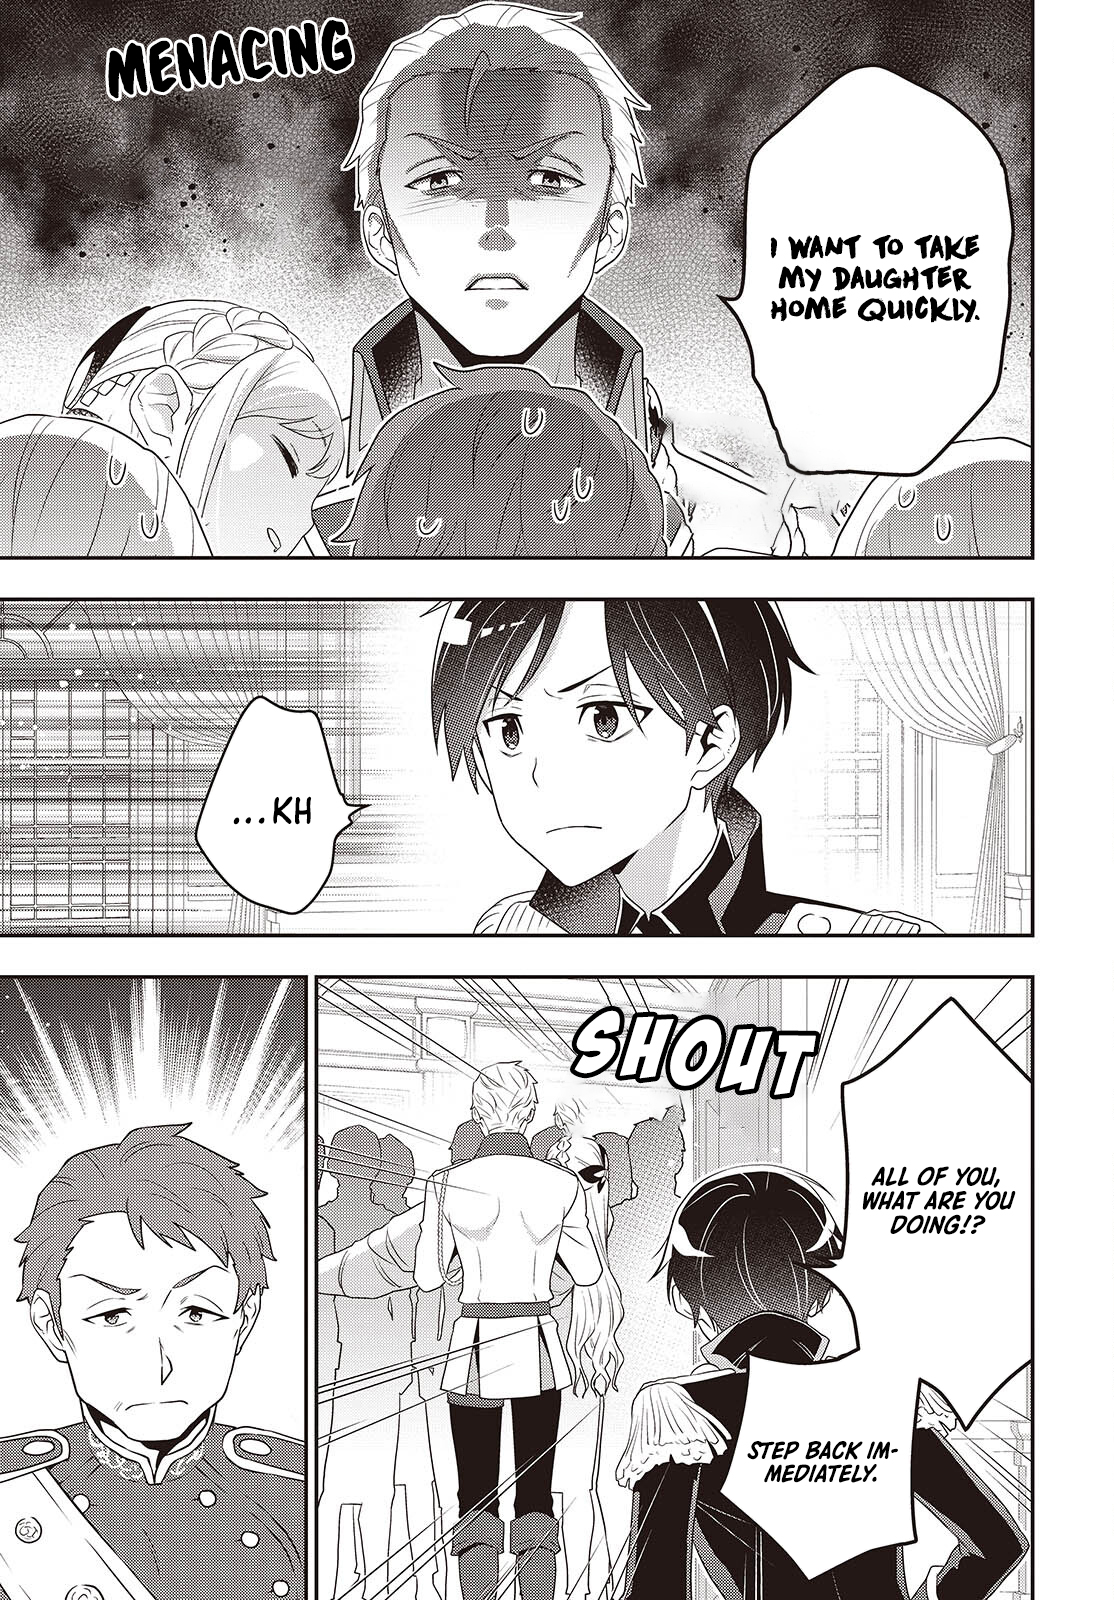 MENACING
I WANT TO TAKE
MY DAUGHTER
HOME QUICKLY.
...KH
SHOUT
ALL OF YOU,
WHAT ARE YOU
DOING!?
STEP BACK IM-
MEDIATELY.